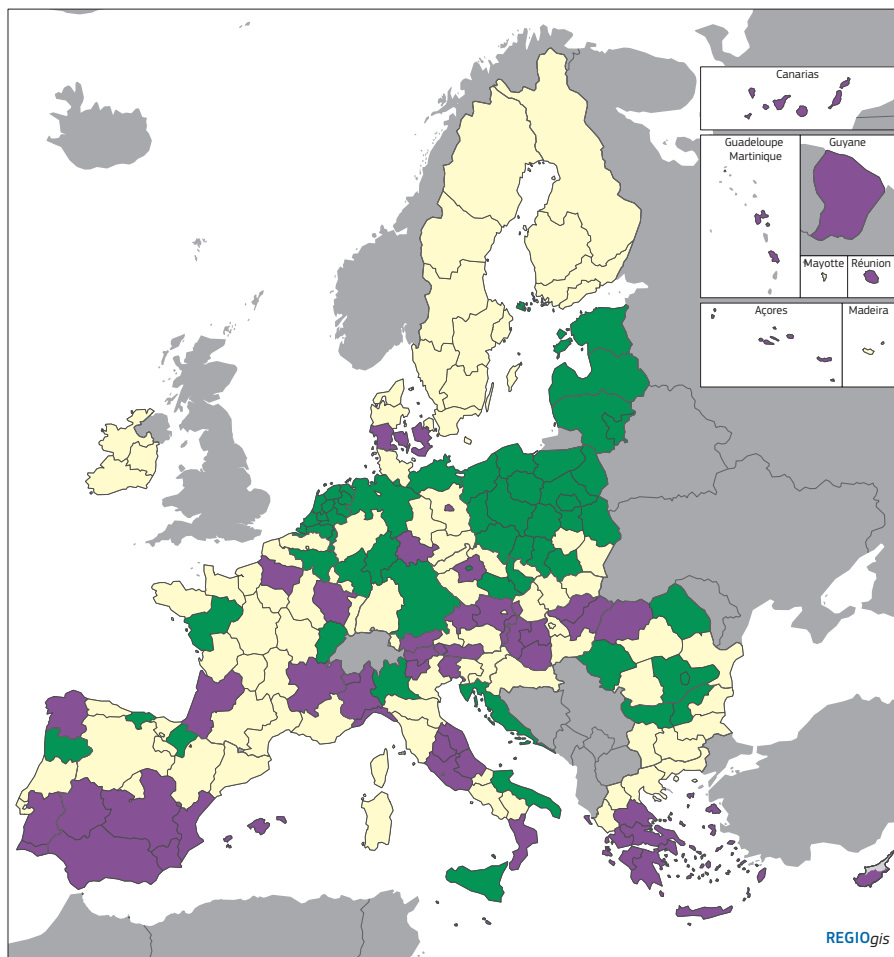 Canarias
Guadeloupe
Martinique
Guyane
Mayotte
Réunion
Açores
Madeira
REGIOgis